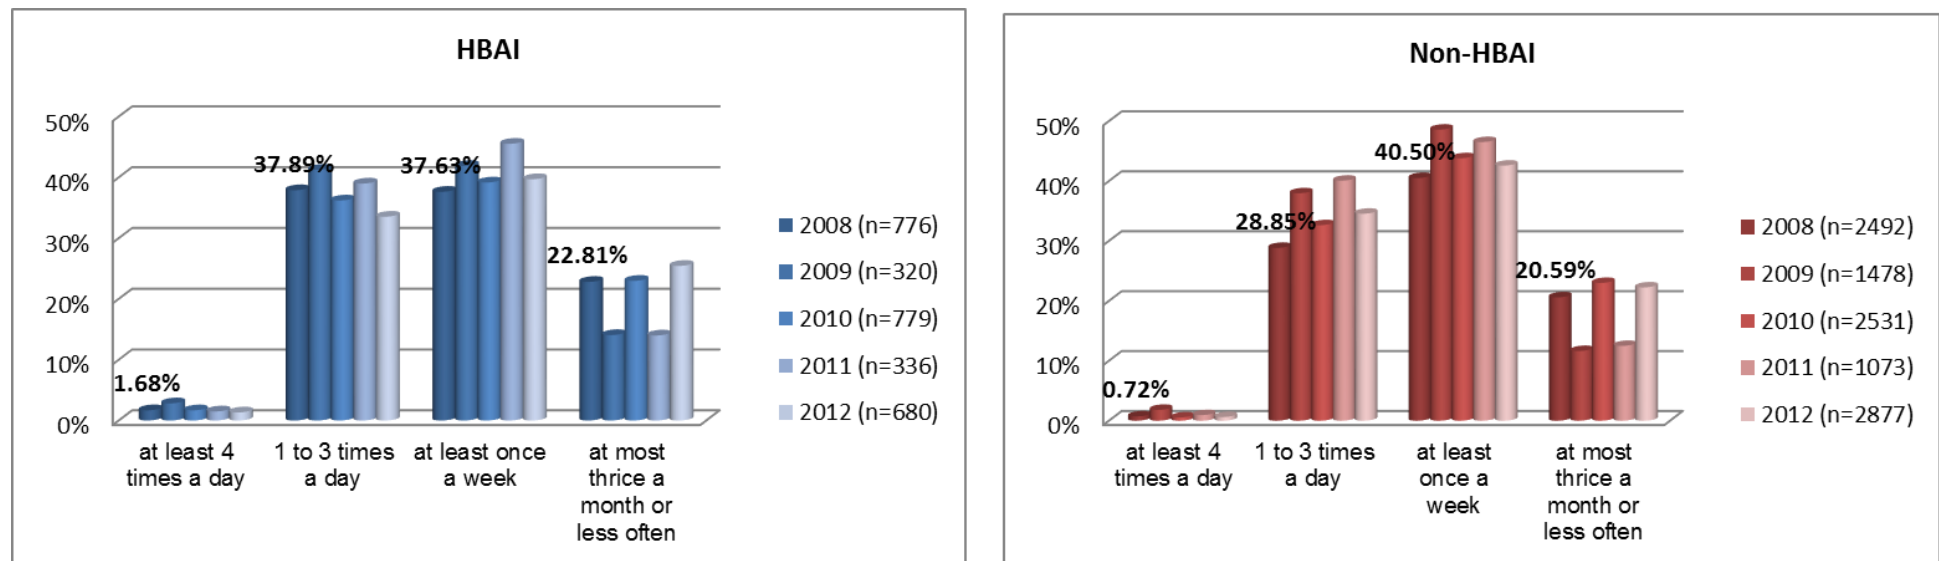 HBAI
50%
40%
30%
20%
10%
0%
1.68%
37.89%
37.63%
22.81%
at least 4
times a day
1 to 3 times
a day
at least once
a week
at most
thrice a
month or
less often
2008 (n=776)
2009 (n=320)
2010 (n=779)
2011 (n=336)
2012 (n=680)
Non-HBAI
50%
40%
30%
20%
10%
0%
0.72%
28.85%
40.50%
20.59%
at least 4
times a day
1 to 3 times
a day
at least
once a
week
at most
thrice a
month or
less often
2008 (n=2492)
2009 (n=1478)
2010 (n=2531)
2011 (n=1073)
2012 (n=2877)